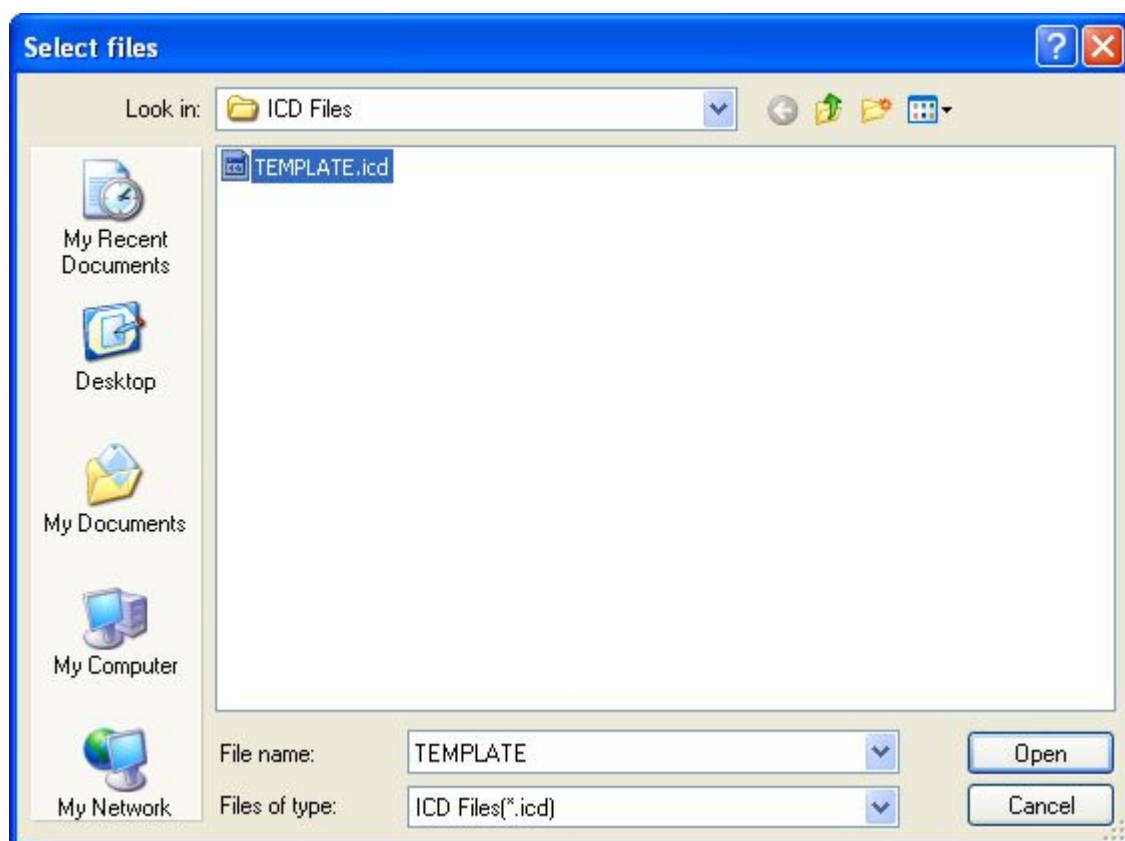 Select files
Look in:
ICD Files
TEMPLATE.icd
My Recent
Documents
Desktop
My Documents
My Computer
My Network
File name:
TEMPLATE
Open
Files of type:
ICD Files(*.icd)
Cancel